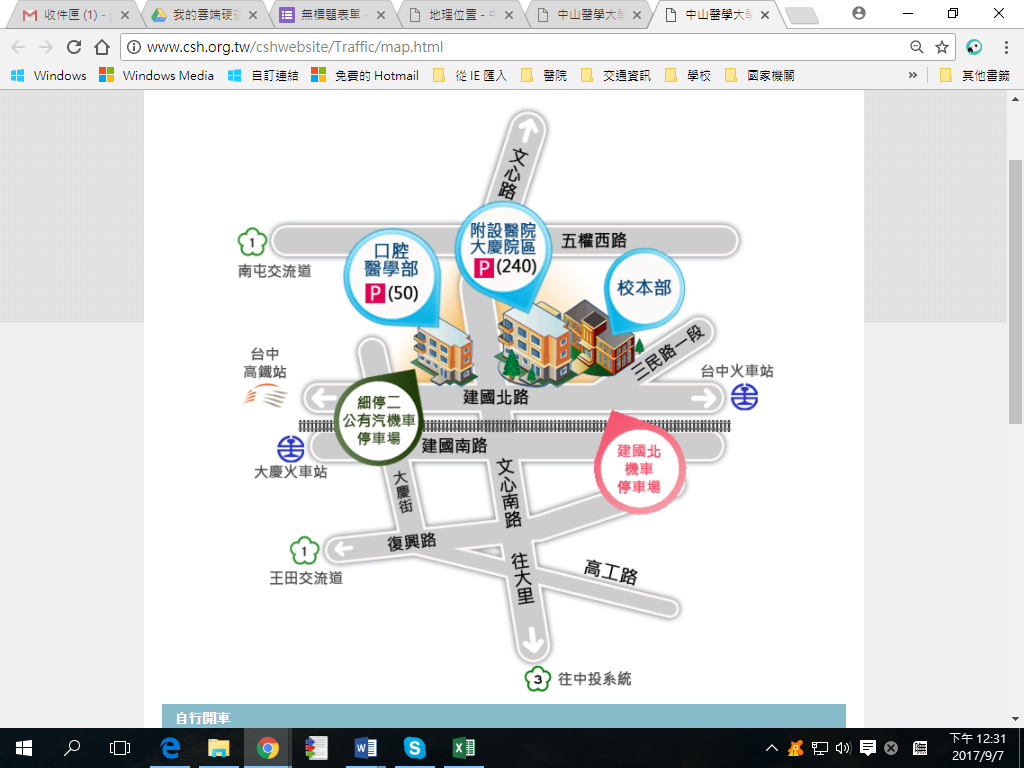 收件匣 (1) -
我的雲端硬碟
無標題表單 -
地理位置 - 中
中山醫學大學
中山醫學大學
www.csh.org.tw/cshwebsite/Traffic/map.html
Windows
Windows Media
自訂連結
免費的 Hotmail
從 IE 匯入
醫院
交通資訊
學校
國家機關
»
其他書籤
文心路
1
南屯交流道
五權西路
口腔
醫學部
P (50)
附設醫院
大慶院區
P (240)
校本部
三民路一段
台中
高鐵站
台中火車站
建國北路
細停二
公有汽機車
停車場
建國南路
大慶火車站
建國北
機車
停車場
大慶街
文心南路
復興路
1
王田交流道
往大里
高工路
3
往中投系統
自行開車
下午 12:31
2017/9/7